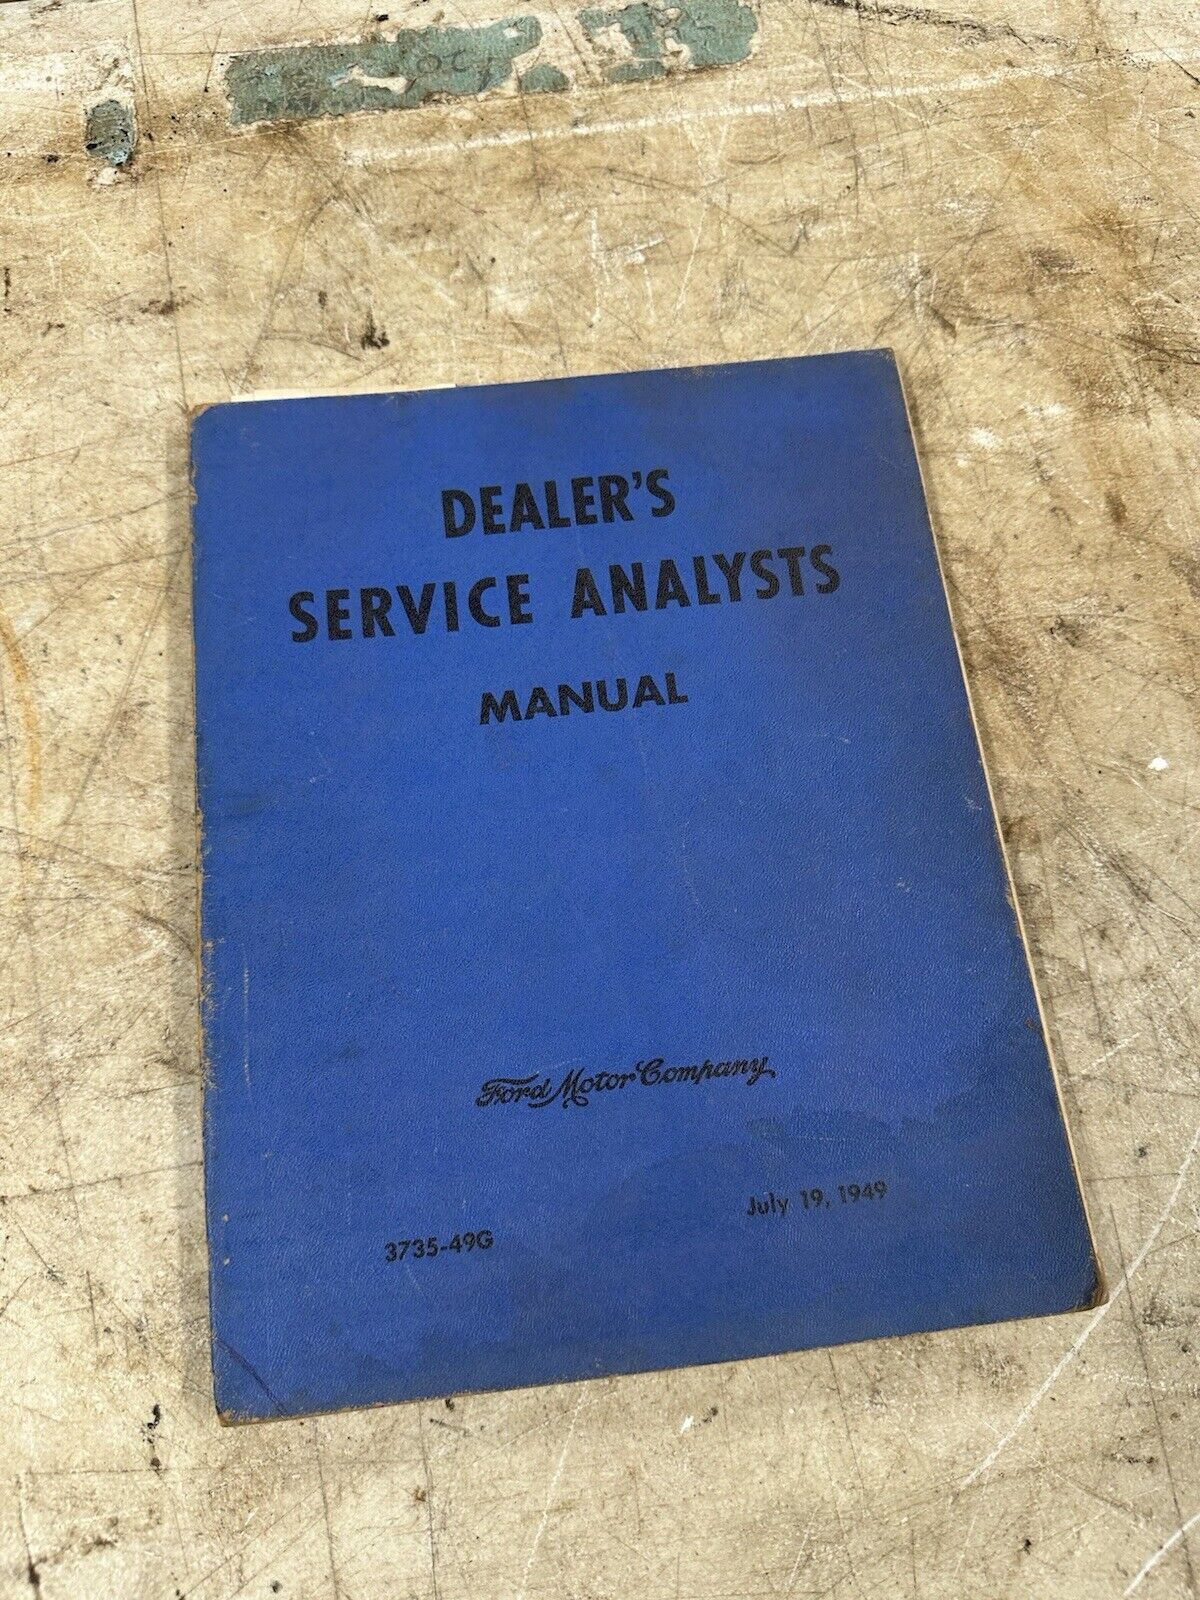 DEALER'S
SERVICE ANALYSTS
MANUAL
Ford Motor Company
July 19, 1949
3735-49G